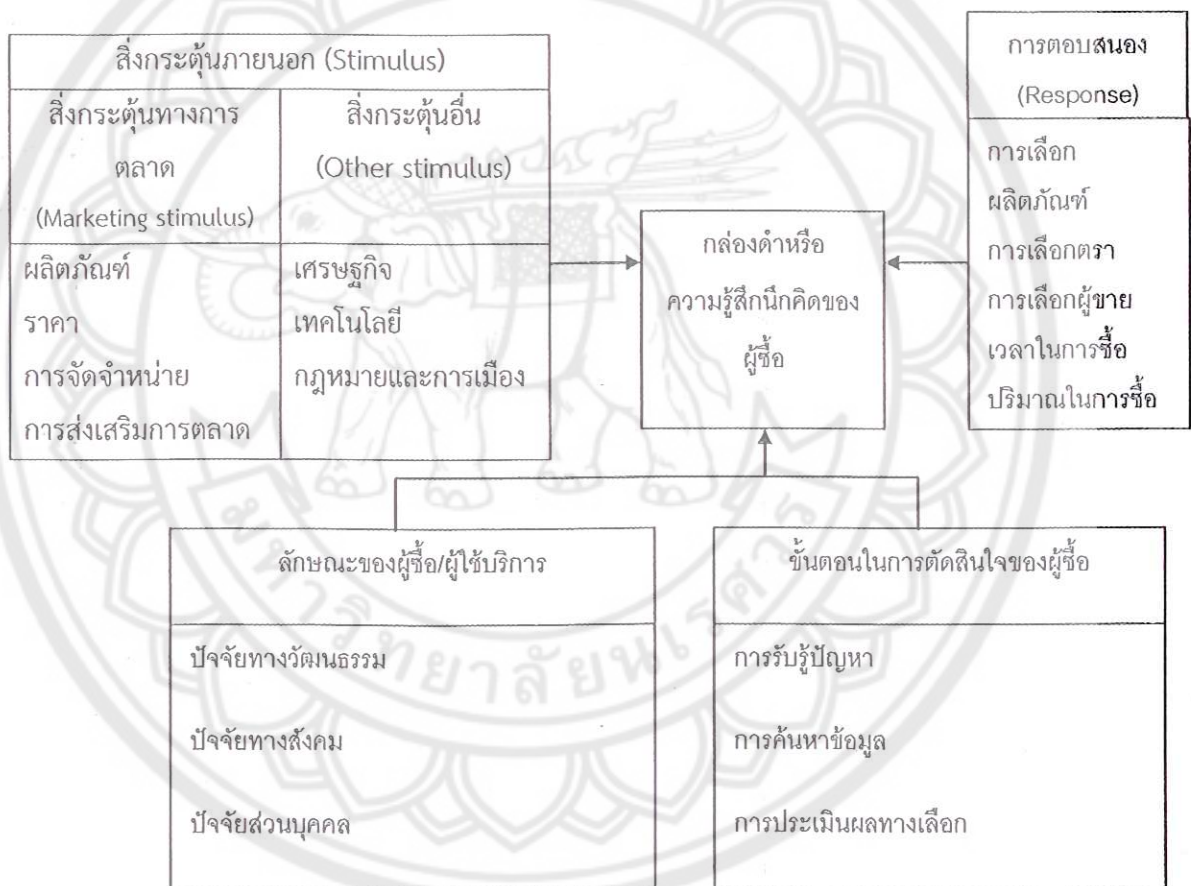 สิ่งกระตุ้นภายนอก (Stimulus)
สิ่งกระตุ้นทางการ
ตลาด
(Marketing stimulus)
สิ่งกระตุ้นอื่น
(Other stimulus)
ผลิตภัณฑ์
ราคา
การจัดจำหน่าย
การส่งเสริมการตลาด
เศรษฐกิจ
เทคโนโลยี
กฎหมายและการเมือง
กล่องดำหรือ
ความรู้สึกนึกคิดของ
ผู้ซื้อ
การตอบสนอง
(Response)
การเลือก
ผลิตภัณฑ์
การเลือกตรา
การเลือกผู้ขาย
เวลาในการซื้อ
ปริมาณในการซื้อ
ลักษณะของผู้ซื้อ/ผู้ใช้บริการ
ปัจจัยทางวัฒนธรรม
ปัจจัยทางสังคม
ปัจจัยส่วนบุคคล
ขั้นตอนในการตัดสินใจของผู้ซื้อ
การรับรู้ปัญหา
การค้นหาข้อมูล
การประเมินผลทางเลือก
มหาวิทยาลัยนเรศวร